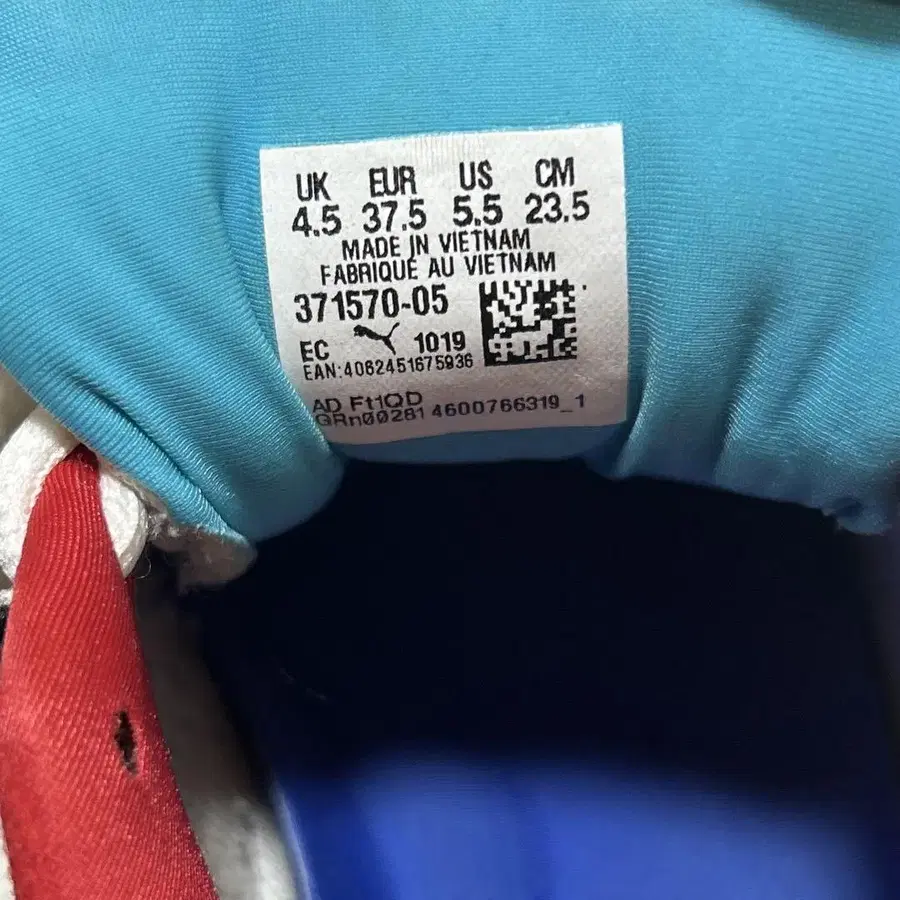 UK EUR US CM
4.5 37.5 5.5 23.5
MADE IN VIETNAM
FABRIQUE AU VIETNAM
371570-05
EC 1019
EAN:4062451675936
AD Ft1QD
GRn00281 4600766319_1